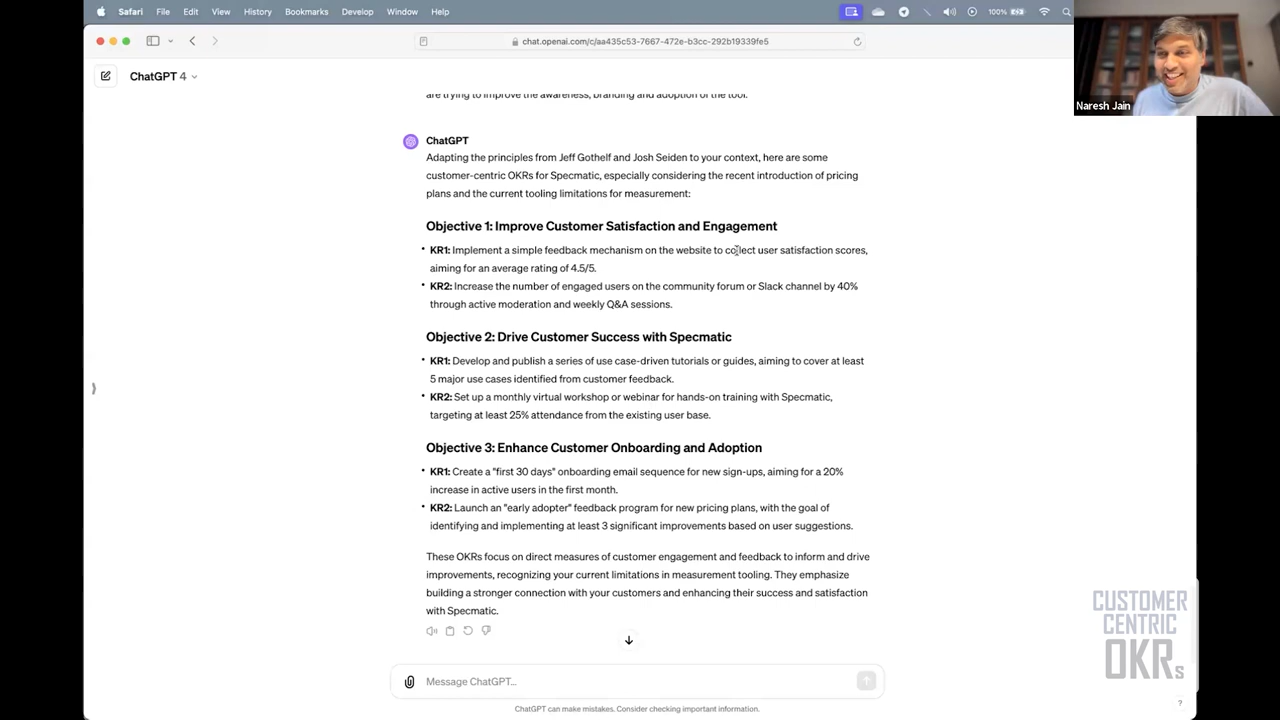 Safari File Edit View History Bookmarks Develop Window Help
100%
chat.openai.com/c/aa435c53-7667-472e-b3cc-292b19339fe5
ChatGPT 4
Naresh Jain
are trying to improve the awareness, branding and adoption of the tool.
ChatGPT
Adapting the principles from Jeff Gothelf and Josh Seiden to your context, here are some
customer-centric OKRs for Specmatic, especially considering the recent introduction of pricing
plans and the current tooling limitations for measurement:
Objective 1: Improve Customer Satisfaction and Engagement
• KR1: Implement a simple feedback mechanism on the website to collect user satisfaction scores,
aiming for an average rating of 4.5/5.
• KR2: Increase the number of engaged users on the community forum or Slack channel by 40%
through active moderation and weekly Q&A sessions.
Objective 2: Drive Customer Success with Specmatic
• KR1: Develop and publish a series of use case-driven tutorials or guides, aiming to cover at least
5 major use cases identified from customer feedback.
• KR2: Set up a monthly virtual workshop or webinar for hands-on training with Specmatic,
targeting at least 25% attendance from the existing user base.
Objective 3: Enhance Customer Onboarding and Adoption
• KR1: Create a "first 30 days" onboarding email sequence for new sign-ups, aiming for a 20%
increase in active users in the first month.
• KR2: Launch an "early adopter" feedback program for new pricing plans, with the goal of
identifying and implementing at least 3 significant improvements based on user suggestions.
These OKRs focus on direct measures of customer engagement and feedback to inform and drive
improvements, recognizing your current limitations in measurement tooling. They emphasize
building a stronger connection with your customers and enhancing their success and satisfaction
with Specmatic.
CUSTOMER
CENTRIC
OKRs
Message ChatGPT...
ChatGPT can make mistakes. Consider checking important information.
?